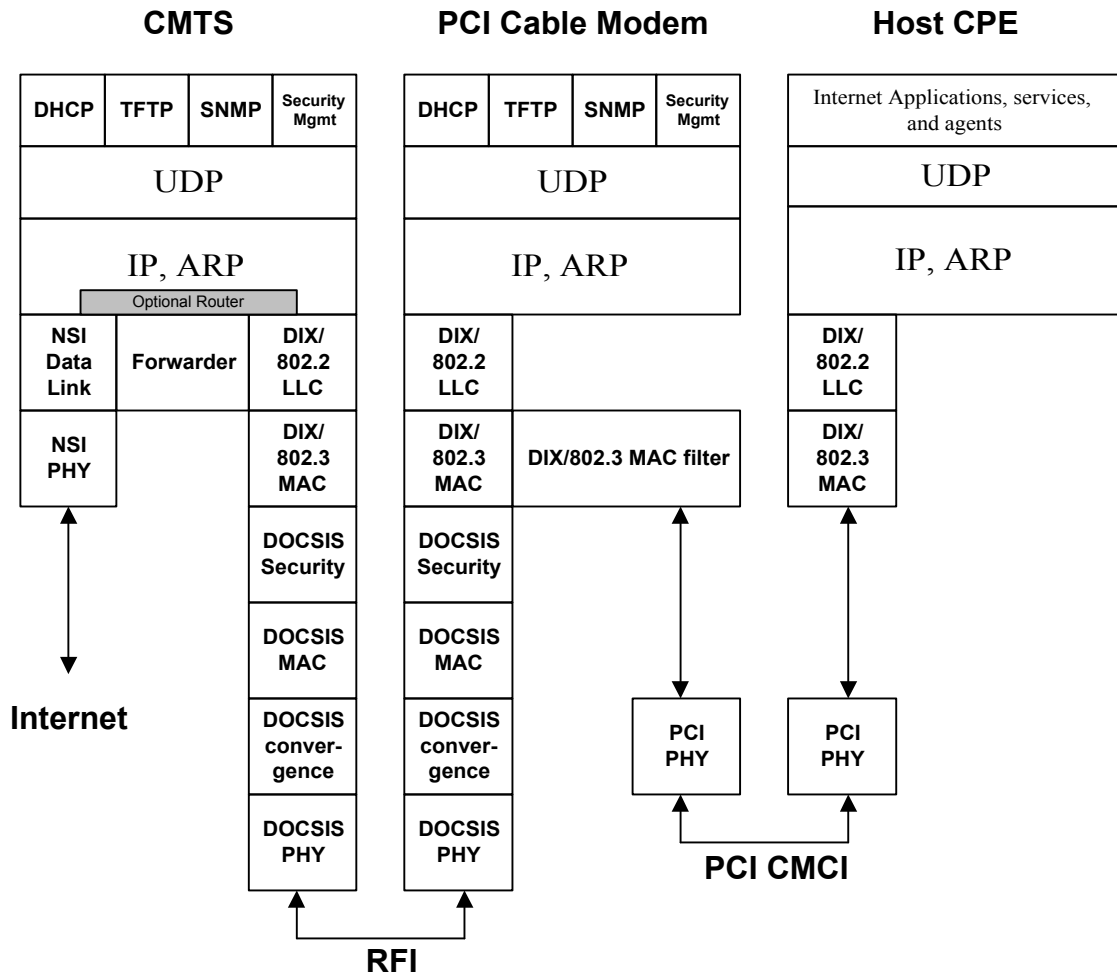 CMTS
PCI Cable Modem
Host CPE
DHCP
TFTP
SNMP
Security
Mgmt
UDP
IP, ARP
Optional Router
NSI
Data
Link
Forwarder
DIX/
802.2
LLC
NSI
PHY
DIX/
802.3
MAC
DOCSIS
Security
DOCSIS
MAC
DOCSIS
conver-
gence
DOCSIS
PHY
Internet
DHCP
TFTP
SNMP
Security
Mgmt
UDP
IP, ARP
DIX/
802.2
LLC
DIX/
802.3
MAC
DIX/802.3 MAC filter
DOCSIS
Security
DOCSIS
MAC
DOCSIS
conver-
gence
DOCSIS
PHY
PCI
PHY
Internet Applications, services,
and agents
UDP
IP, ARP
DIX/
802.2
LLC
DIX/
802.3
MAC
PCI
PHY
PCI CMCI
RFI